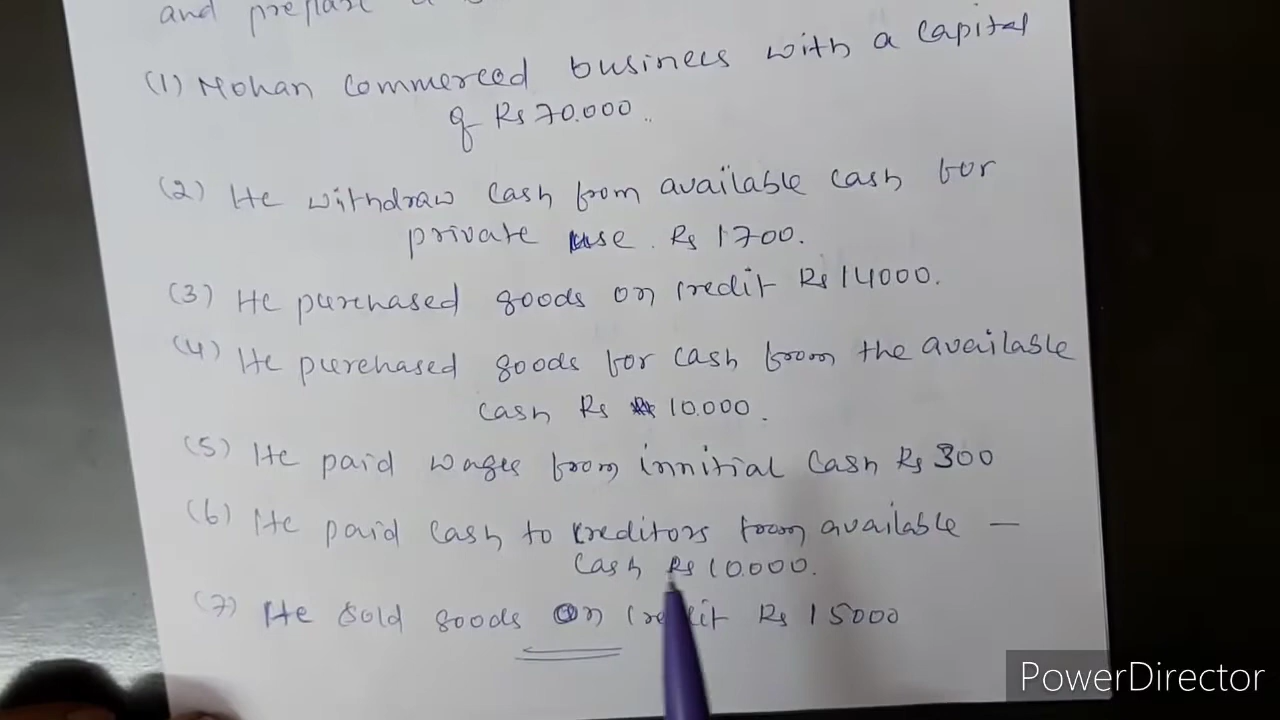 and prepare a
(1) Mohan commerced business with a capital
of Rs 70.000..
(2) He withdraw cash from available cash for
private use. Rs 1700.
(3) He purchased goods on credit Rs 14000.
(4) He purchased goods for cash from the available
cash Rs 10.000.
(5) He paid wages from innitial cash Rs 300
(6) He paid cash to creditors from available —
cash Rs 10.000.
(7) He sold goods on credit Rs 15000
PowerDirector